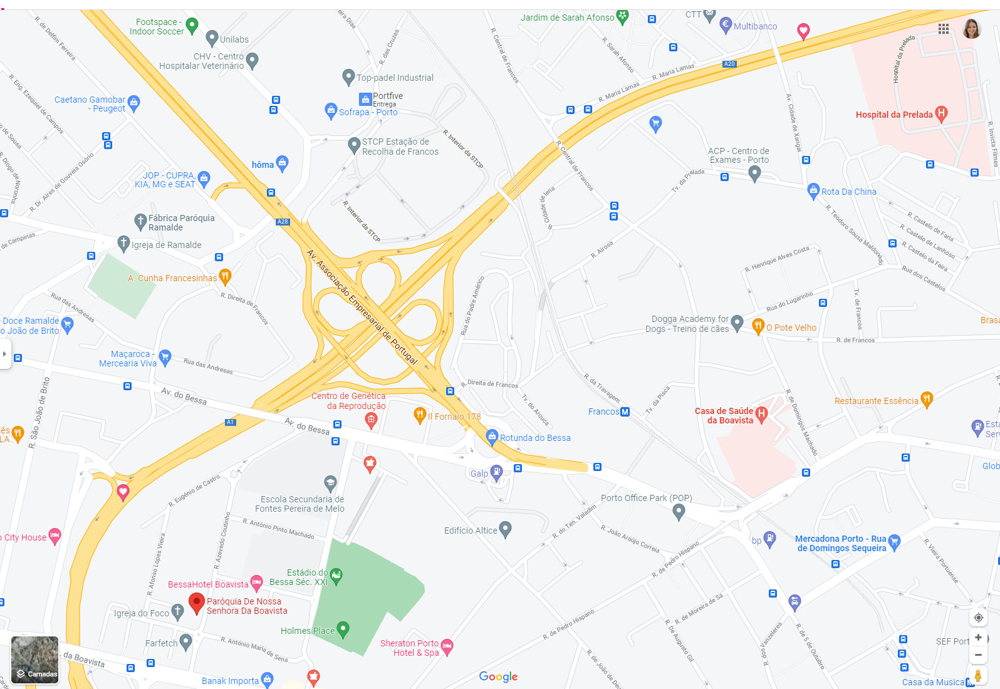 Footspace -
Indoor Soccer
Unilabs
CHV - Centro
Hospitalar Veterinário
R. de Delfim Ferreira
R. das Cruzes
Top-padel Industrial
Portfive
Entrega
Sofrapa - Porto
Jardim de Sarah Afonso
CTT
Multibanco
R. Central de Francos
R. Sarah Afonso
R. Maria Lamas
R. Maria Lamas
A20
Hospital da Prelada
Hospital da Prelada
R. Eng. Ezequiel de Campos
Caetano Gamobar
- Peugeot
R. Dr. Aires de Gouveia Osório
R. Diogo de Noronha
STCP Estação de
Recolha de Francos
R. Interior da STCP
R. Interior da STCP
hôma
JOP - CUPRA,
KIA, MG e SEAT
A28
Av. Cidade de Xangai
R. Invicta Filmes
ACP - Centro de
Exames - Porto
Tv. da Prelada
Rota Da China
R. Central de Francos
R. Cidade de Iena
R. Teodoro Sousa Maldonado
R. Castelo de Faria
R. Castelo de Lanhoso
R. Castelo da Feira
Rua dos Castelos
Fábrica Paróquia
Ramalde
Igreja de Ramalde
de Campinas
A. Cunha Francesinhas
R. Direita de Francos
Rua das Andresas
Av. Associação Empresarial de Portugal
R. Airosa
R. Henrique Alves Costa
Rua do Lugarinho
Tv. de Francos
Rua do Padre Américo
Doce Ramalde
o João de Brito
Maçaroca -
Mercearia Viva
Rua das Andresas
Dogga Academy for
Dogs - Treino de cães
O Pote Velho
R. de Francos
Brasa
R. São João de Brito
Av. do Bessa
Centro de Genética
da Reprodução
R. Direita de Francos
Il Fornaio 178
Tv. do Arouca
R. da Travagem
Tv. da Pisca
Francos
Casa de Saúde
da Boavista
R. de Domingos Machado
Restaurante Essência
A1
Av. do Bessa
Rotunda do Bessa
Galp
LA
Glob
R. Eugénio de Castro
Escola Secundaria de
Fontes Pereira de Melo
R. António Pinto Machado
R. Azevedo Coutinho
R. Afonso Lopes Vieira
Edifício Altice
Porto Office Park (POP)
R. do Ten. Valadim
R. João Araújo Correia
R. de Pedro Hispano
bp
Mercadona Porto - Rua
de Domingos Sequeira
R. Vieira Portuense
o City House
BessaHotel Boavista
Estádio do
Bessa Séc. XXI
Paróquia De Nossa
Senhora Da Boavista
Igreja do Foco
Holmes Place
Farfetch
R. António Maria de Sena
Sheraton Porto
Hotel & Spa
R. de Pedro Hispano
R. de Moreira de Sá
R. De Augusto Gil
R. dos Vanzeleres
R. de 5 de Outubro
SEF Port
da Boavista
Camadas
Banak Importa
Google
R. de João de Deus
Casa da Musica